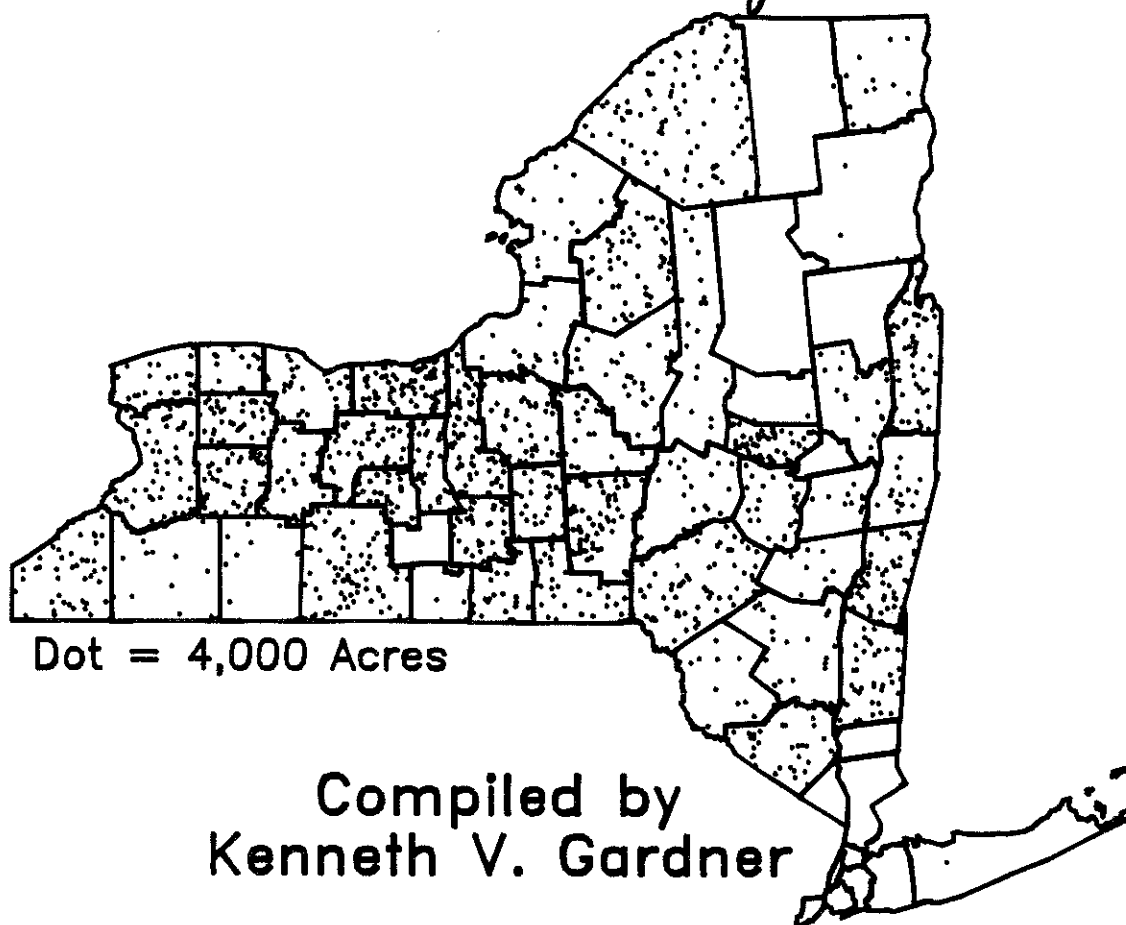 Dot = 4,000 Acres
Compiled by
Kenneth V. Gardner